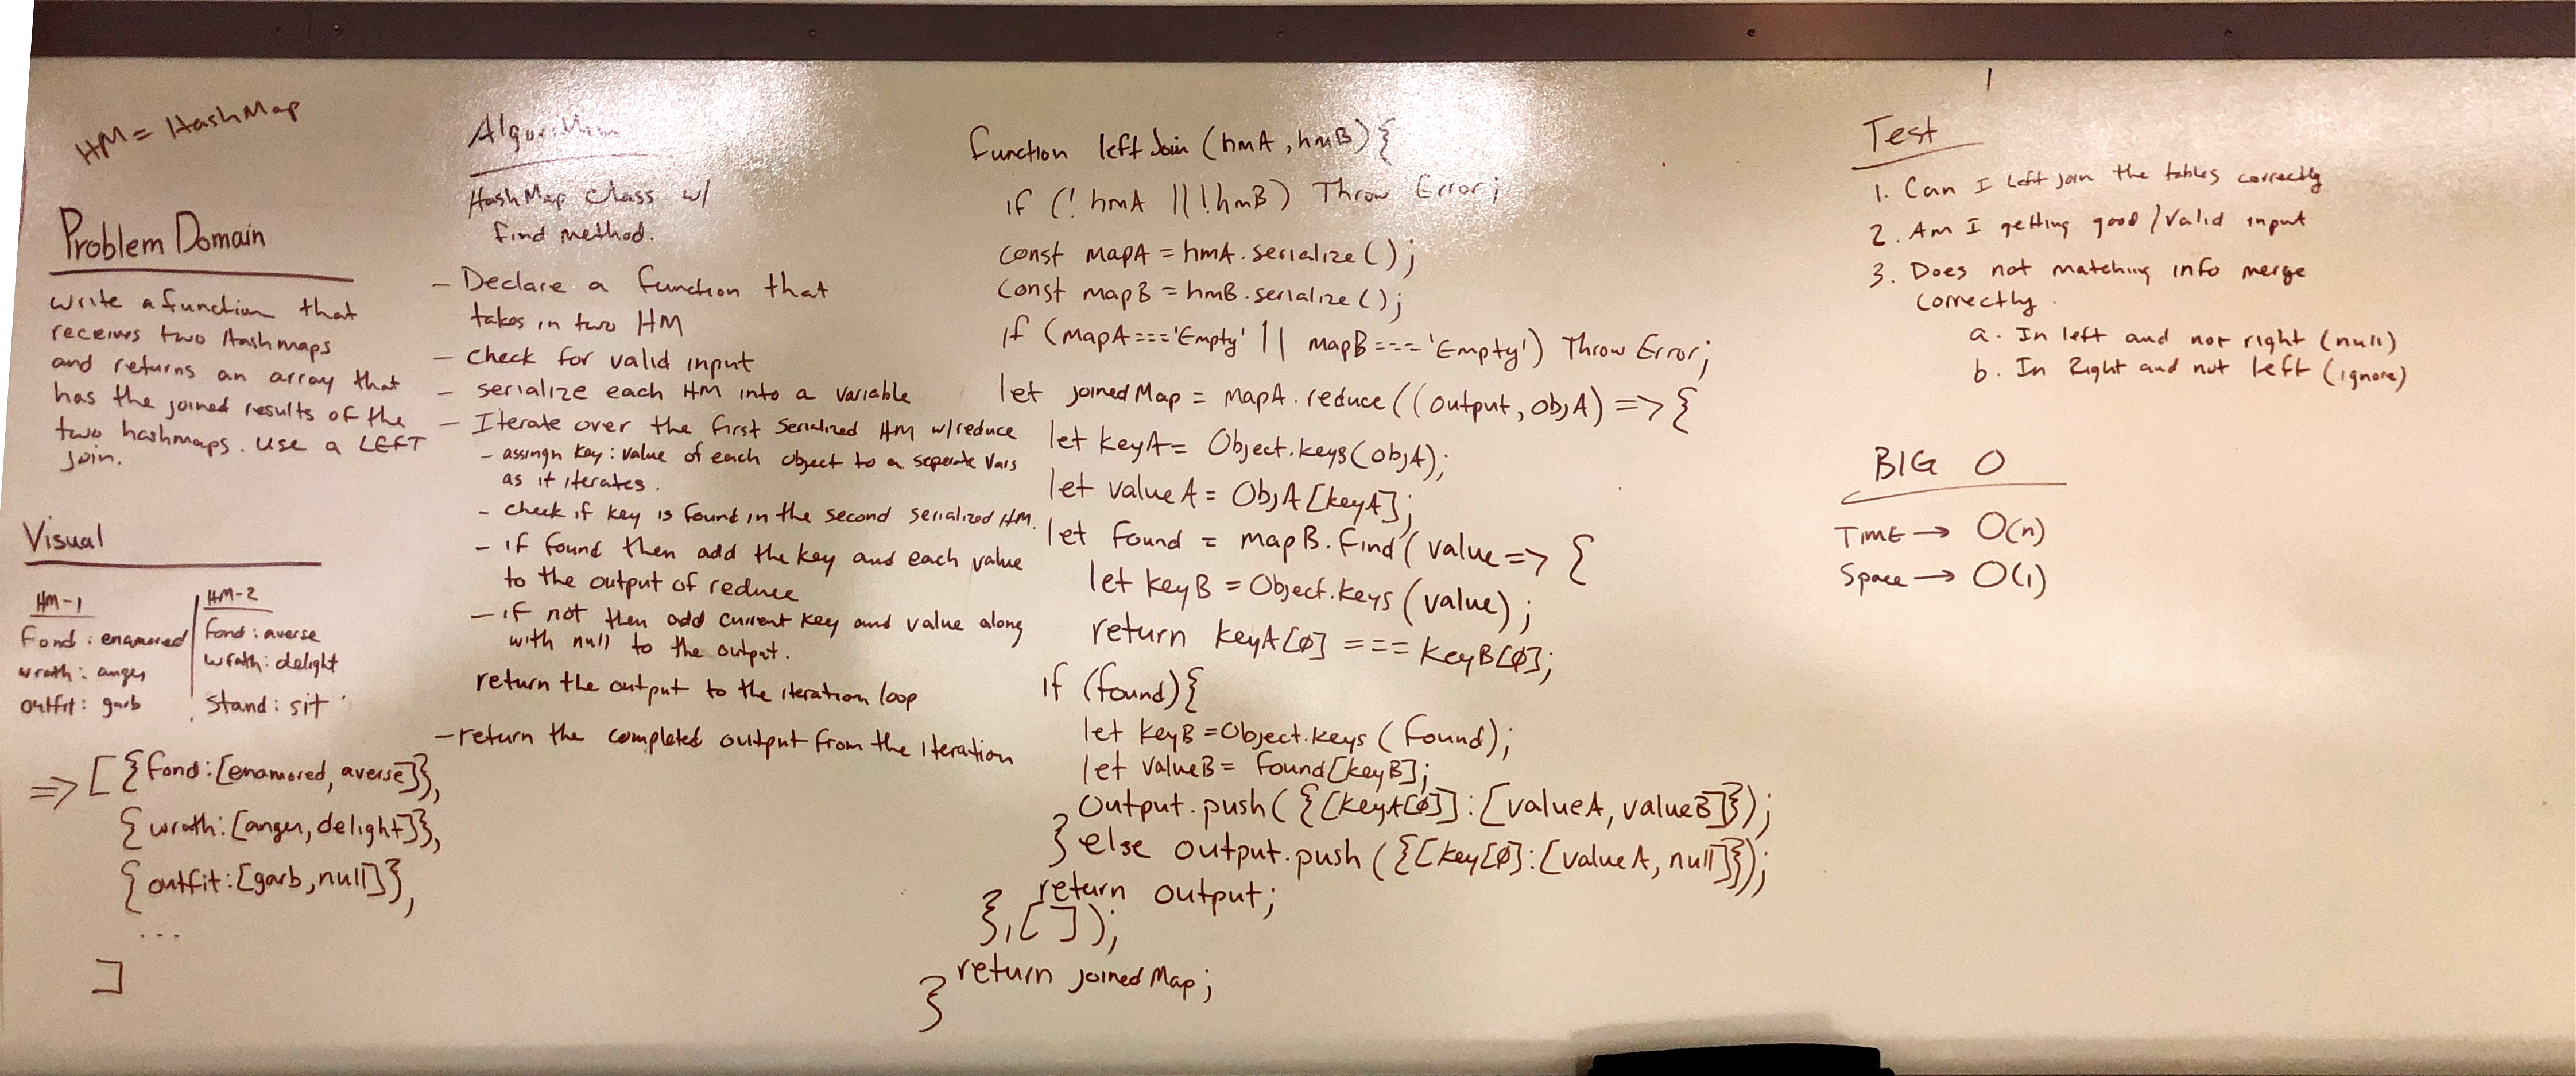 HM = HashMap
Problem Domain
write a function that
receives two Hashmaps
and returns an array that
has the joined results of the
two hashmaps. Use a LEFT
Join.
Visual
HM-1
fond : enamored
wrath : anger
outfit : garb
HM-2
fond : averse
wrath : delight
Stand : sit
=> [ {fond:[enamored, averse]},
{wrath:[anger, delight]},
{outfit:[garb, null]},
...
]
Algorithm
HashMap Class w/
find method.
- Declare a function that
takes in two HM
- check for valid input
- serialize each HM into a variable
- Iterate over the first Serialized HM w/reduce
- assingn key : value of each object to a seperate vars
as it iterates.
- check if key is found in the second serialized HM.
- if found then add the key and each value
to the output of reduce
- if not then add current key and value along
with null to the output.
return the output to the iteration loop
- return the completed output from the iteration
function leftJoin (hmA, hmB) {
if (! hmA || ! hmB) Throw Error;
const mapA = hmA.serialize();
const mapB = hmB.serialize();
if (mapA === 'Empty' || mapB === 'Empty') Throw Error;
let joinedMap = mapA.reduce((output, objA) => {
let keyA = Object.keys(objA);
let valueA = ObjA[keyA];
let found = mapB.find(value => {
let keyB = Object.keys(value);
return keyA[0] === keyB[0];
if (found) {
let keyB = Object.keys(found);
let valueB = found[keyB];
output.push({[keyA[0]] : [valueA, valueB]});
} else output.push({[key[0] : [valueA, null]});
return output;
}, [ ]);
return joinedMap;
}
Test
1. Can I left join the tables correctly
2. Am I getting good / Valid input
3. Does not matching info merge
correctly.
a. In left and not right (null)
b. In Right and not Left (ignore)
BIG O
TIME → O(n)
Space → O(1)